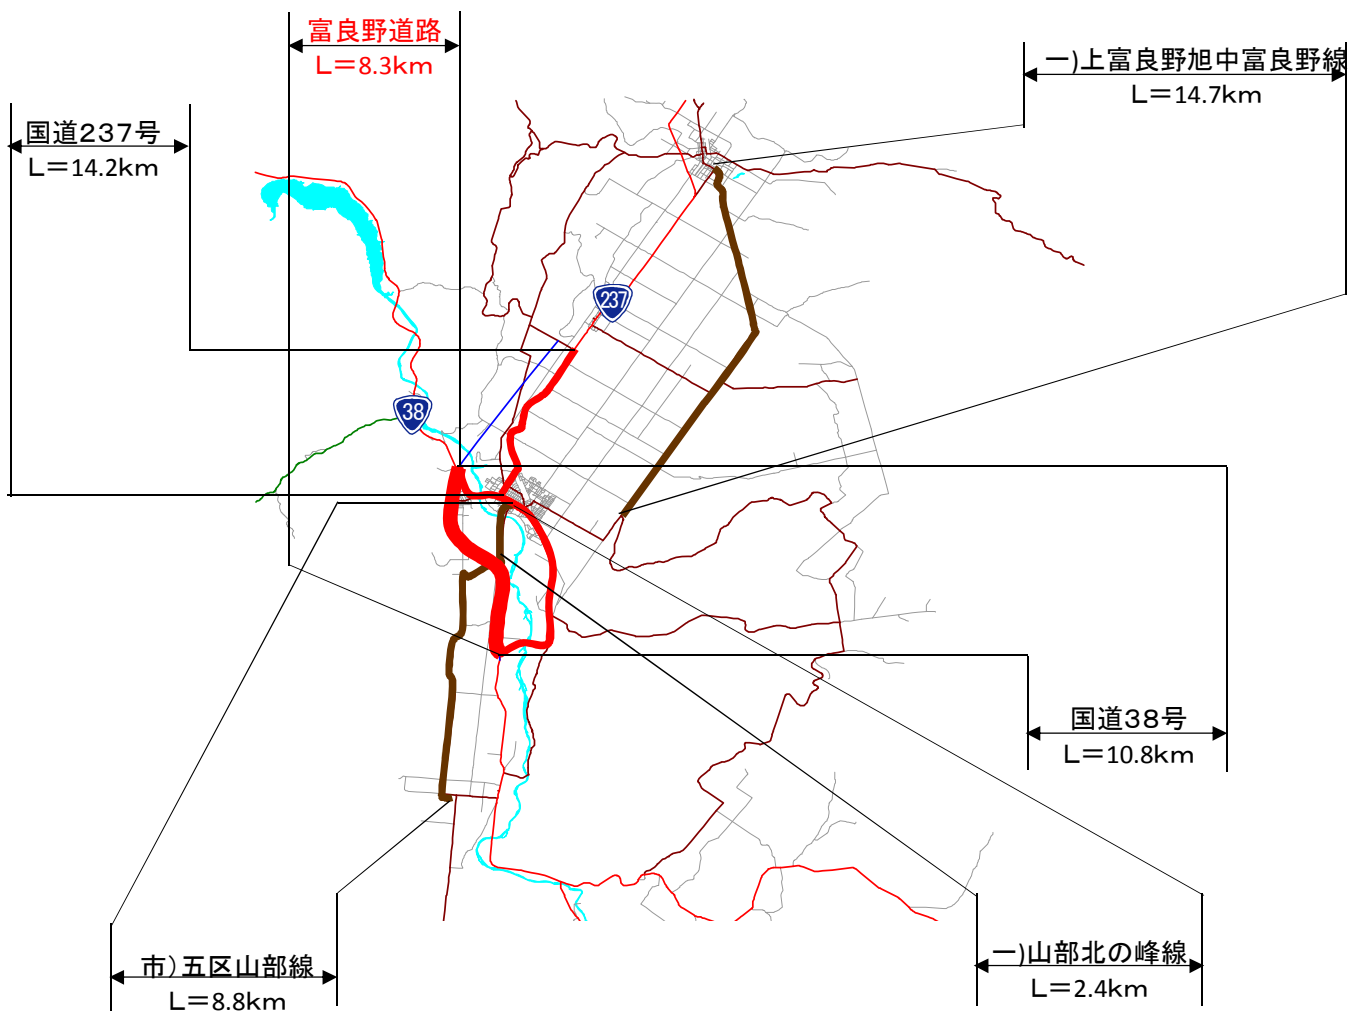 富良野道路
L=8.3km
一)上富良野旭中富良野線
L=14.7km
国道237号
L=14.2km
237
38
国道38号
L=10.8km
市)五区山部線
L=8.8km
一)山部北の峰線
L=2.4km